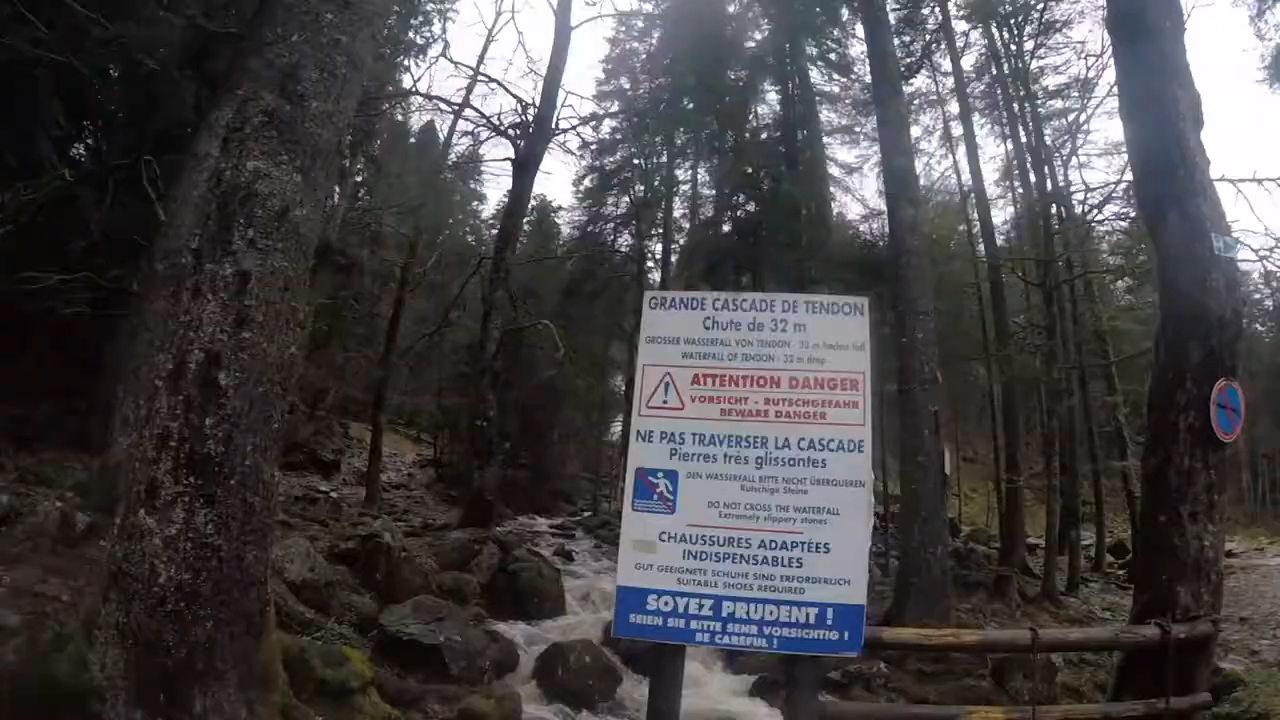 GRANDE CASCADE DE TENDON
Chute de 32 m
GROSSER WASSERFALL VON TENDON - 32 m hochen fall
WATERFALL OF TENDON - 32 m drop
ATTENTION DANGER
VORSICHT - RUTSCHGEFAHR
BEWARE DANGER
NE PAS TRAVERSER LA CASCADE
Pierres très glissantes
DEN WASSERFALL BITTE NICHT ÜBERQUEREN
Rutschige Steine
DO NOT CROSS THE WATERFALL
Extremely slippery stones
CHAUSSURES ADAPTÉES
INDISPENSABLES
GUT GEEIGNETE SCHUHE SIND ERFORDERLICH
SUITABLE SHOES REQUIRED
SOYEZ PRUDENT !
SEIEN SIE BITTE SEHR VORSICHTIG !
BE CAREFUL !